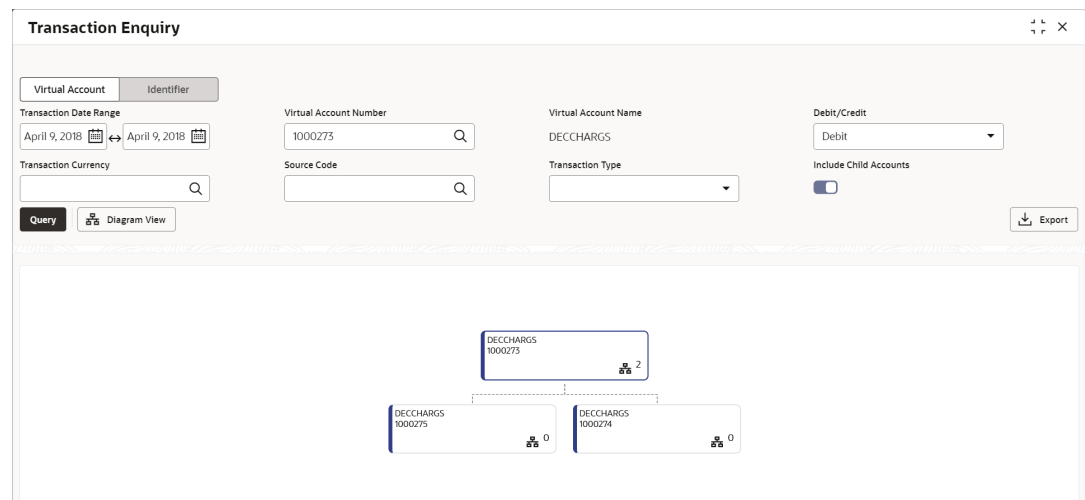 Transaction Enquiry
Virtual Account Identifier
Transaction Date Range Virtual Account Number Virtual Account Name Debit/Credit
April 9, 2018 April 9, 2018 1000273 DECCHARGS Debit
Transaction Currency Source Code Transaction Type Include Child Accounts
Query Diagram View Export
DECCHARGS
1000273
2
DECCHARGS DECCHARGS
1000275 1000274
0 0